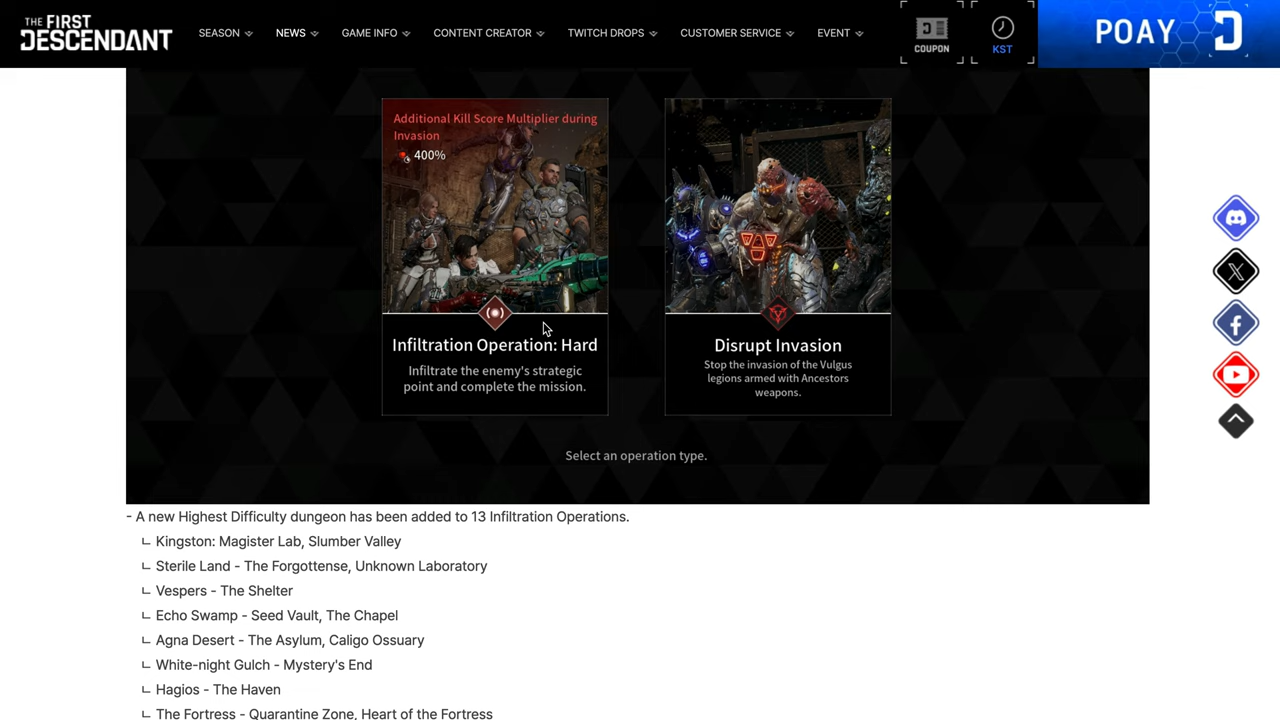 THE FIRST
DESCENDANT
SEASON
NEWS
GAME INFO
CONTENT CREATOR
TWITCH DROPS
CUSTOMER SERVICE
EVENT
COUPON
KST
POAY
Additional Kill Score Multiplier during
Invasion
400%
Infiltration Operation: Hard
Infiltrate the enemy's strategic
point and complete the mission.
Disrupt Invasion
Stop the invasion of the Vulgus
legions armed with Ancestors
weapons.
Select an operation type.
- A new Highest Difficulty dungeon has been added to 13 Infiltration Operations.
ㄴ Kingston: Magister Lab, Slumber Valley
ㄴ Sterile Land - The Forgottense, Unknown Laboratory
ㄴ Vespers - The Shelter
ㄴ Echo Swamp - Seed Vault, The Chapel
ㄴ Agna Desert - The Asylum, Caligo Ossuary
ㄴ White-night Gulch - Mystery's End
ㄴ Hagios - The Haven
ㄴ The Fortress - Quarantine Zone, Heart of the Fortress